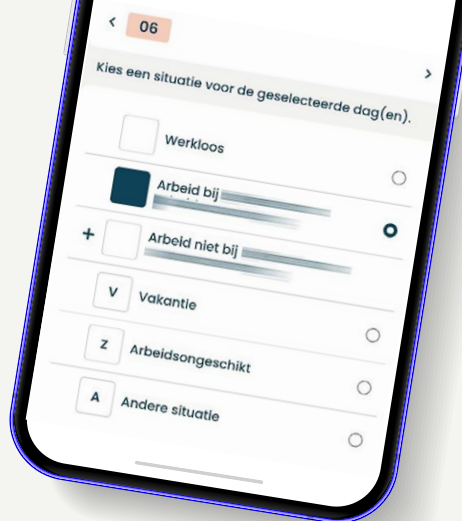 06
Kies een situatie voor de geselecteerde dag(en).
Werkloos
Arbeid bij
+ Arbeid niet bij
V Vakantie
Z Arbeidsongeschikt
A Andere situatie